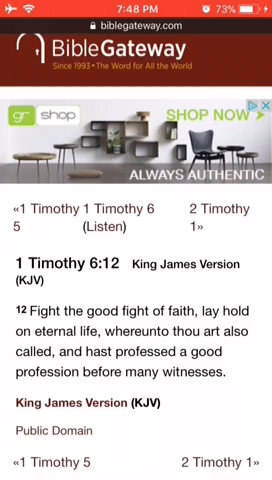 7:48 PM
73%
biblegateway.com
BibleGateway
Since 1993 • The Word for All the World
gr shop
SHOP NOW
ALWAYS AUTHENTIC
«1 Timothy 5
1 Timothy 6 (Listen)
2 Timothy 1»
1 Timothy 6:12 King James Version
(KJV)
12 Fight the good fight of faith, lay hold
on eternal life, whereunto thou art also
called, and hast professed a good
profession before many witnesses.
King James Version (KJV)
Public Domain
«1 Timothy 5
2 Timothy 1»